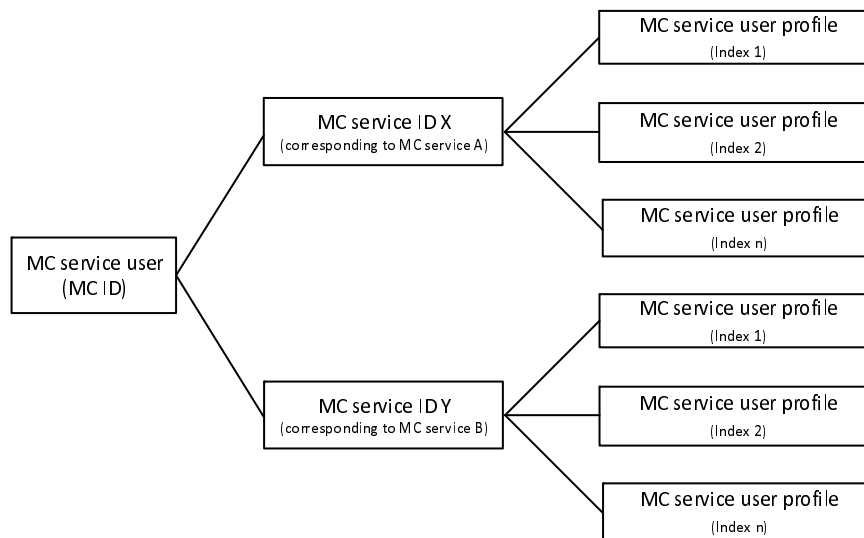 MC service user profile
(Index 1)
MC service ID X
(corresponding to MC service A)
MC service user profile
(Index 2)
MC service user profile
(Index n)
MC service user
(MC ID)
MC service user profile
(Index 1)
MC service ID Y
(corresponding to MC service B)
MC service user profile
(Index 2)
MC service user profile
(Index n)